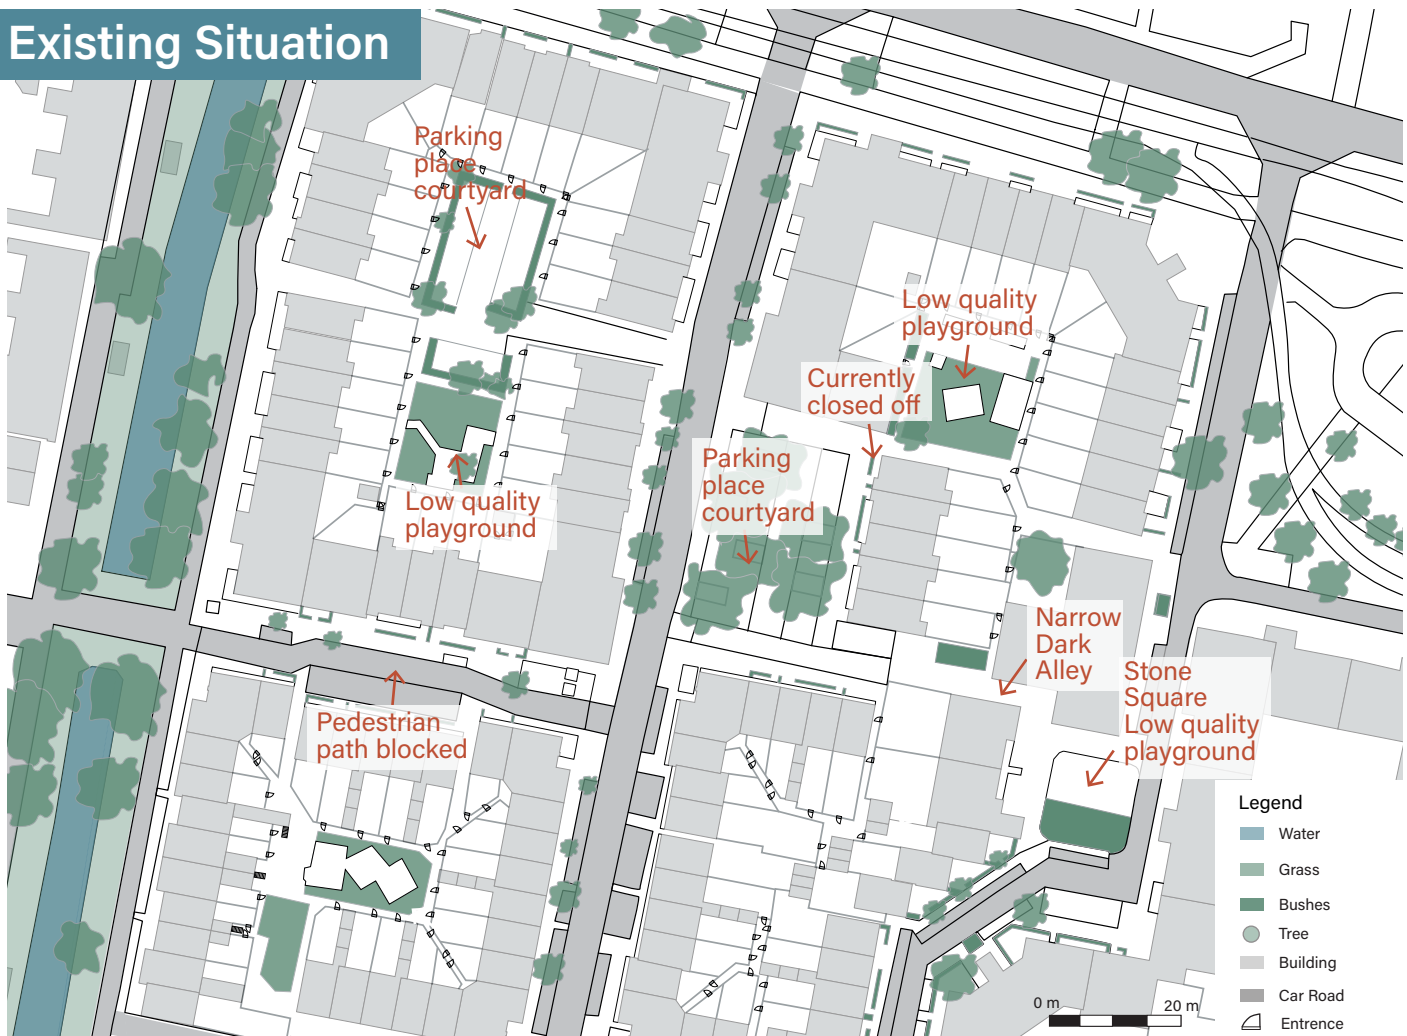 Existing Situation
Parking
place
courtyard
Low quality
playground
Currently
closed off
Parking
place
courtyard
Low quality
playground
Narrow
Dark
Alley
Stone
Square
Low quality
playground
Pedestrian
path blocked
Legend
Water
Grass
Bushes
Tree
Building
Car Road
Entrence
0 m
20 m